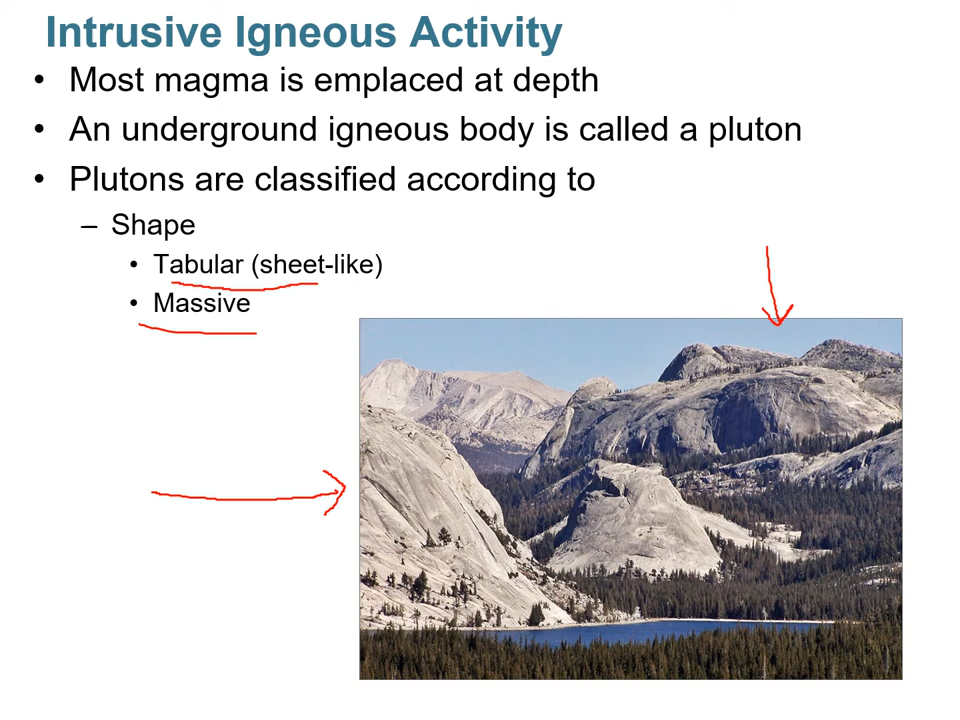 Intrusive Igneous Activity
• Most magma is emplaced at depth
• An underground igneous body is called a pluton
• Plutons are classified according to
– Shape
• Tabular (sheet-like)
• Massive